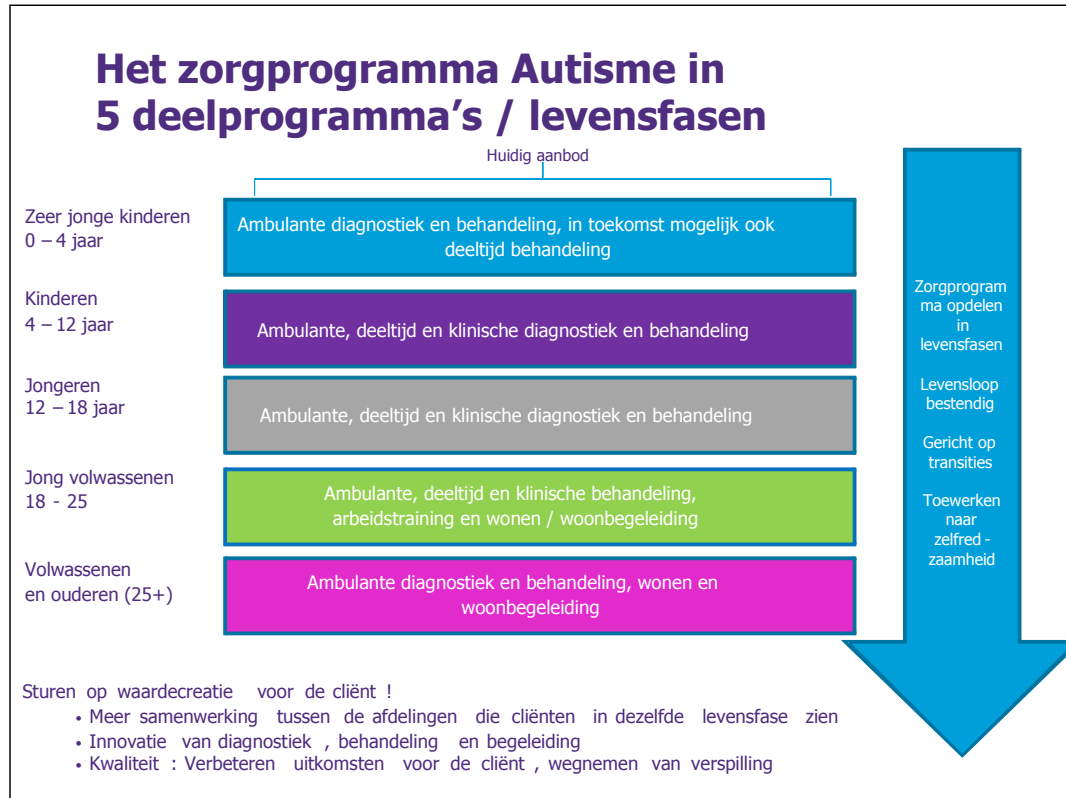 Het zorgprogramma Autisme in
5 deelprogramma's / levensfasen
Huidig aanbod
Zeer jonge kinderen
0 – 4 jaar
Ambulante diagnostiek en behandeling, in toekomst mogelijk ook
deeltijd behandeling
Kinderen
4 – 12 jaar
Ambulante, deeltijd en klinische diagnostiek en behandeling
Jongeren
12 – 18 jaar
Ambulante, deeltijd en klinische diagnostiek en behandeling
Jong volwassenen
18 - 25
Ambulante, deeltijd en klinische behandeling,
arbeidstraining en wonen / woonbegeleiding
Volwassenen
en ouderen (25+)
Ambulante diagnostiek en behandeling, wonen en
woonbegeleiding
Zorgprogram
ma opdelen
in
levensfasen
Levensloop
bestendig
Gericht op
transities
Toewerken
naar
zelfred -
zaamheid
Sturen op waardecreatie voor de cliënt !
• Meer samenwerking tussen de afdelingen die cliënten in dezelfde levensfase zien
• Innovatie van diagnostiek , behandeling en begeleiding
• Kwaliteit : Verbeteren uitkomsten voor de cliënt , wegnemen van verspilling